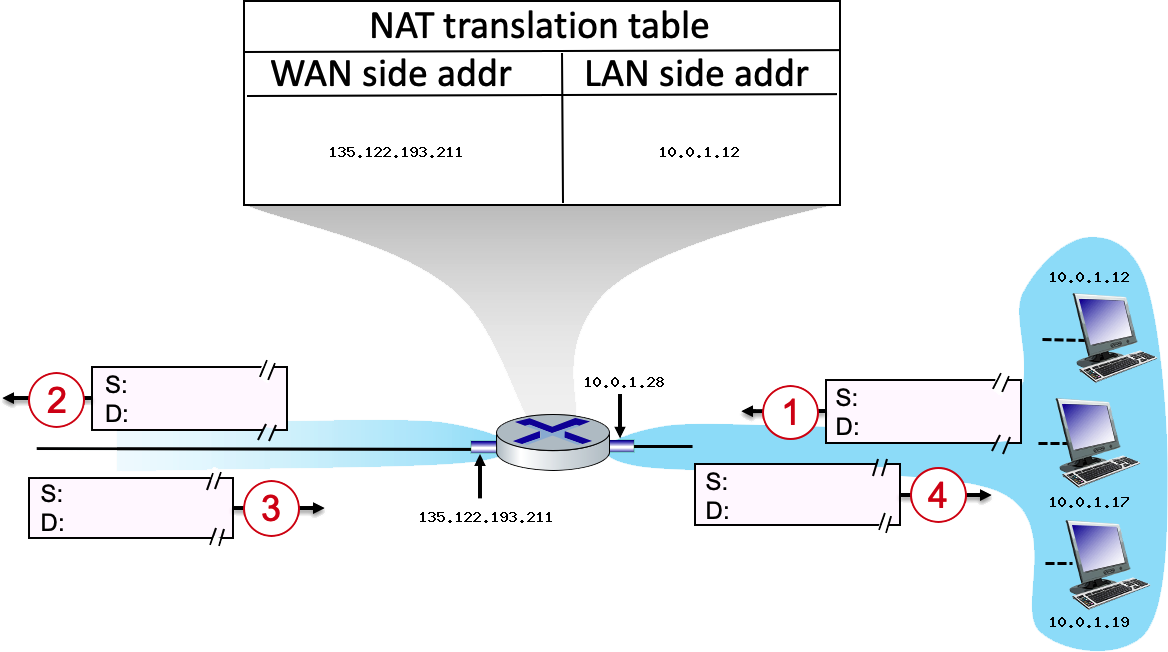 NAT translation table
WAN side addr
LAN side addr
135.122.193.211
10.0.1.12
10.0.1.12
2
S:
D:
10.0.1.28
1
S:
D:
3
S:
D:
135.122.193.211
4
S:
D:
10.0.1.17
10.0.1.19